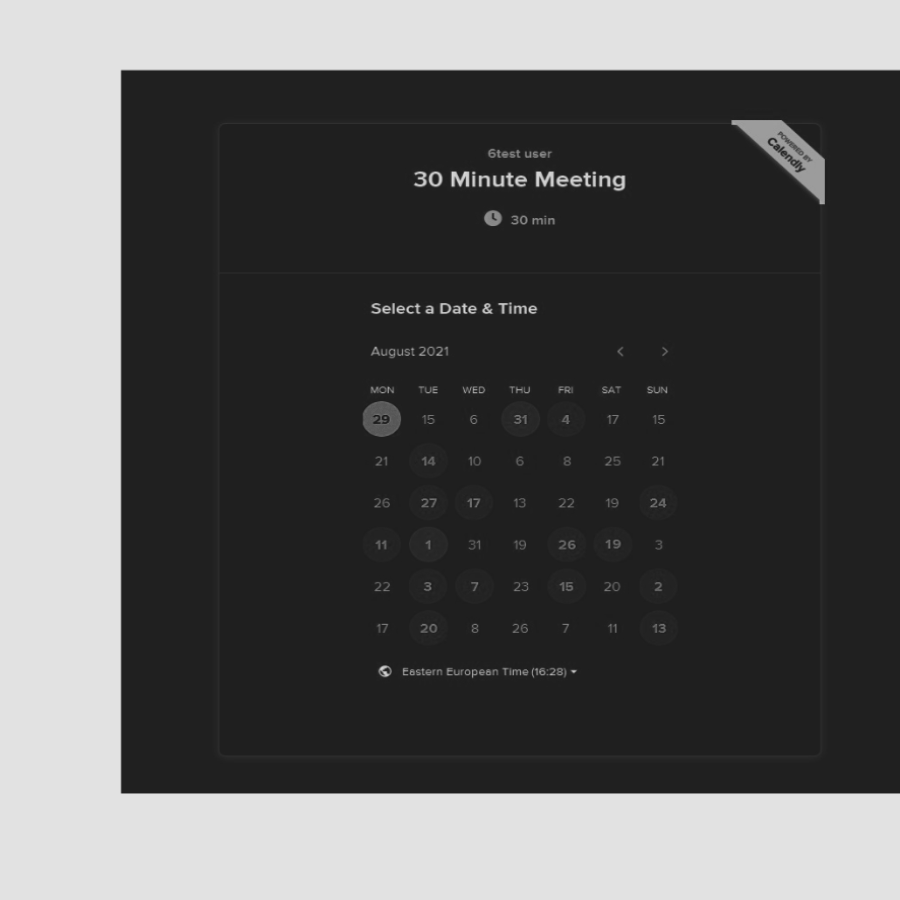 POWERED BY
Calendly
6test user
30 Minute Meeting
30 min
Select a Date & Time
August 2021
MON TUE WED THU FRI SAT SUN
29 15 6 31 4 17 15
21 14 10 6 8 25 21
26 27 17 13 22 19 24
11 1 31 19 26 19 3
22 3 7 23 15 20 2
17 20 8 26 7 11 13
Eastern European Time (16:28)